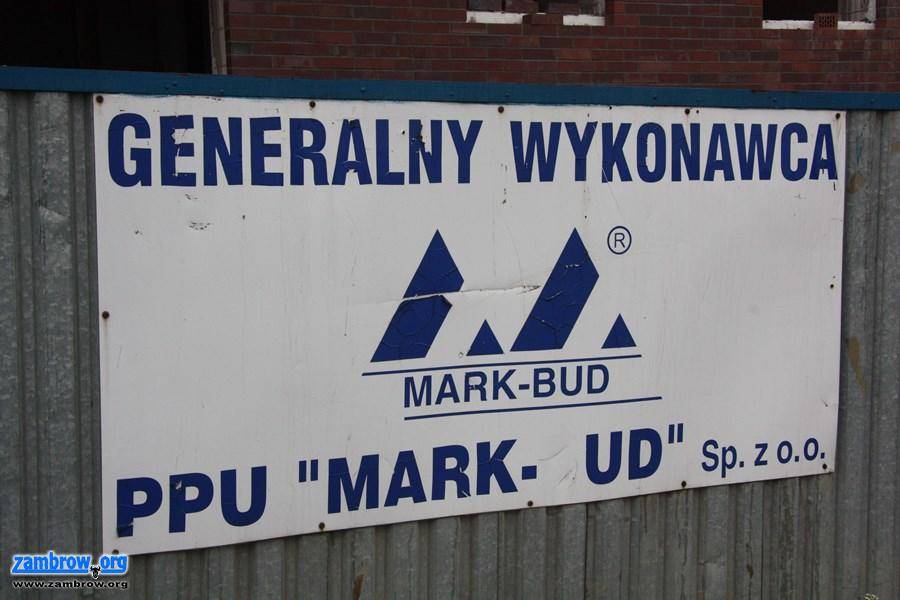 GENERALNY WYKONAWCA
®
MARK-BUD
PPU "MARK- UD" Sp. z o.o.
zambrow.org
www.zambrow.org